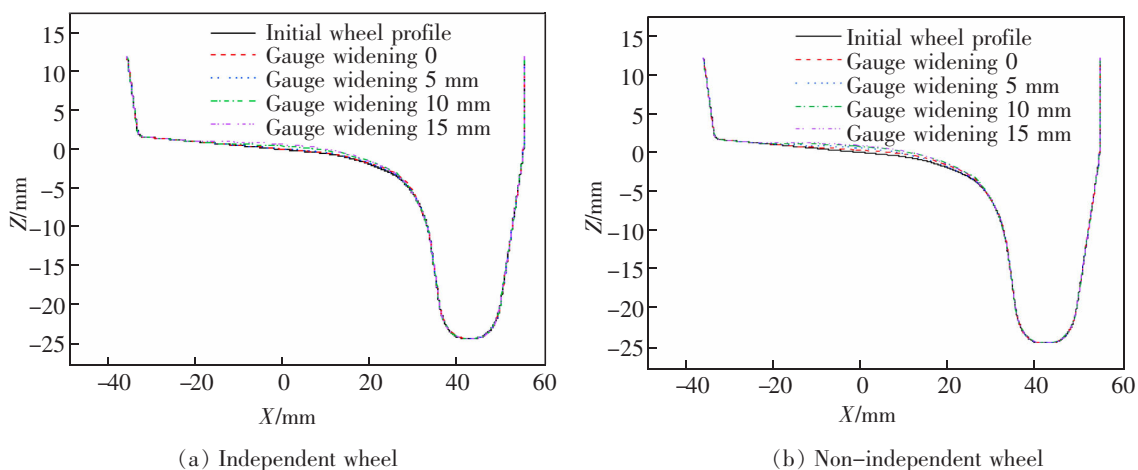 15
10
5
0
−5
−10
−15
−20
−25
Z/mm
−40
−20
0
20
40
60
X/mm
Initial wheel profile
Gauge widening 0
Gauge widening 5 mm
Gauge widening 10 mm
Gauge widening 15 mm
(a) Independent wheel
15
10
5
0
−5
−10
−15
−20
−25
Z/mm
−40
−20
0
20
40
60
X/mm
Initial wheel profile
Gauge widening 0
Gauge widening 5 mm
Gauge widening 10 mm
Gauge widening 15 mm
(b) Non-independent wheel